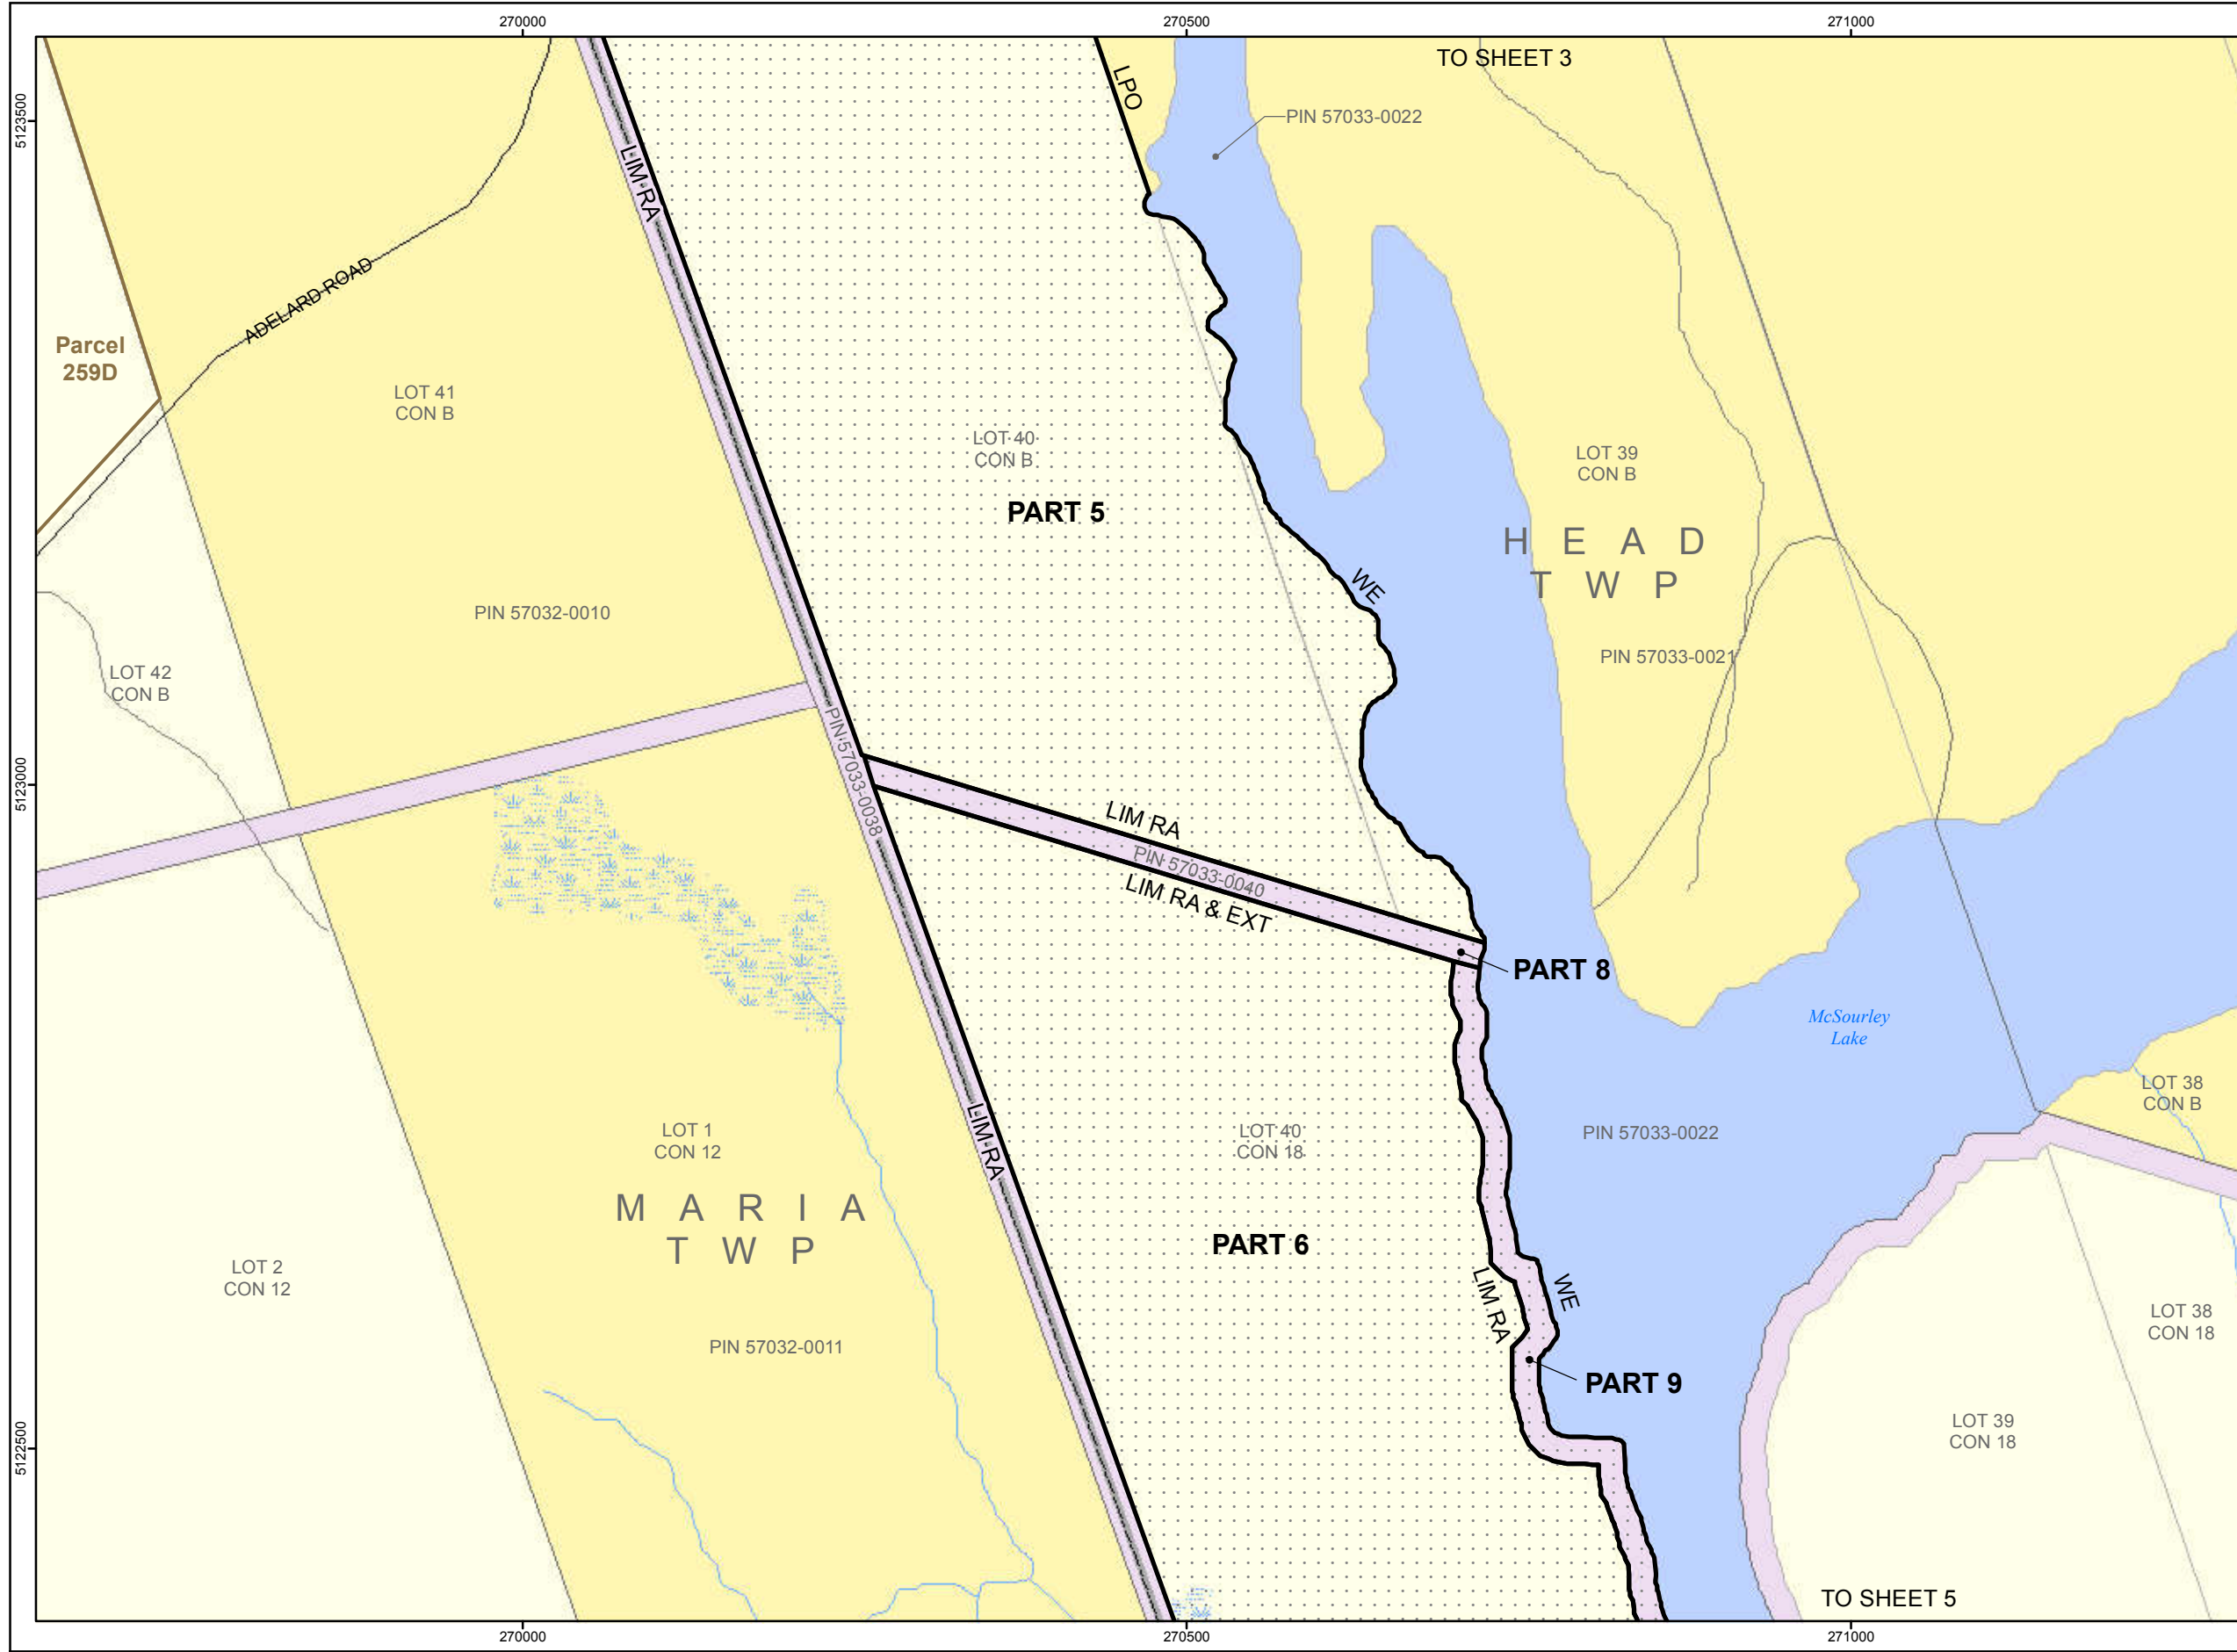 270000
270500
271000
TO SHEET 3
LPO
5123500
PIN 57033-0022
LIM RA
ADELARD ROAD
Parcel
259D
LOT 41
CON B
LOT 40
CON B
LOT 39
CON B
PART 5
HEAD
TWP
WE
PIN 57032-0010
PIN 57033-0021
LOT 42
CON B
PIN 57033-0038
5123000
LIM RA
PIN 57033-0040
LIM RA & EXT
PART 8
McSourley
Lake
LOT 38
CON B
LIM RA
LOT 1
CON 12
LOT 40
CON 18
PIN 57033-0022
MARIA
TWP
PART 6
LOT 2
CON 12
WE
LIM RA
LOT 38
CON 18
PIN 57032-0011
PART 9
LOT 39
CON 18
5122500
TO SHEET 5
270000
270500
271000